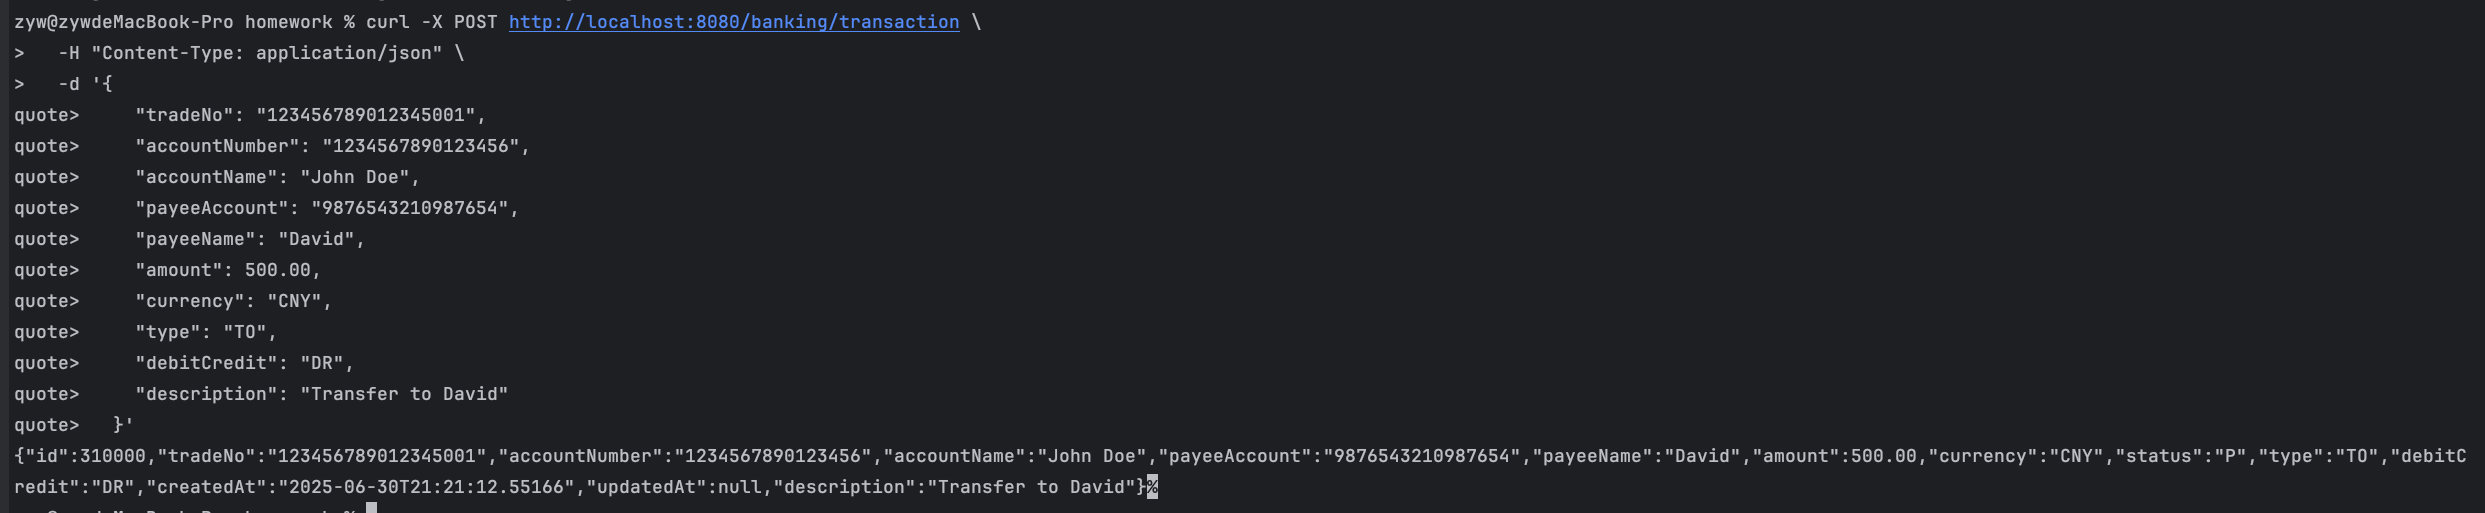 zyw@zywdeMacBook-Pro homework % curl -X POST http://localhost:8080/banking/transaction \
>   -H "Content-Type: application/json" \
>   -d '{
quote>     "tradeNo": "123456789012345001",
quote>     "accountNumber": "1234567890123456",
quote>     "accountName": "John Doe",
quote>     "payeeAccount": "9876543210987654",
quote>     "payeeName": "David",
quote>     "amount": 500.00,
quote>     "currency": "CNY",
quote>     "type": "TO",
quote>     "debitCredit": "DR",
quote>     "description": "Transfer to David"
quote>   }'
{"id":310000,"tradeNo":"123456789012345001","accountNumber":"1234567890123456","accountName":"John Doe","payeeAccount":"9876543210987654","payeeName":"David","amount":500.00,"currency":"CNY","status":"P","type":"TO","debitC
redit":"DR","createdAt":"2025-06-30T21:21:12.55166","updatedAt":null,"description":"Transfer to David"}%